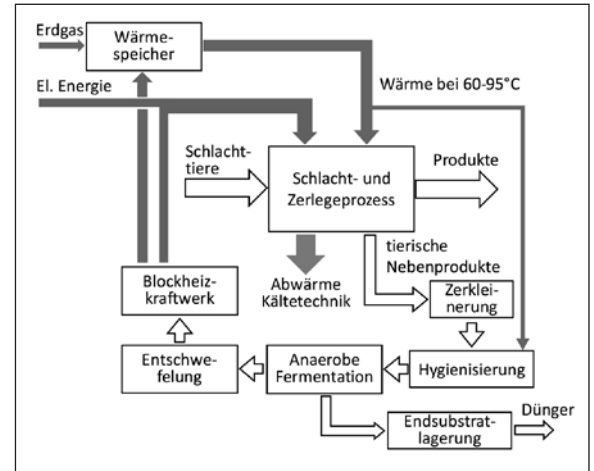 Erdgas
Wärme-
speicher
El. Energie
Wärme bei 60-95°C
Schlacht-
tiere
Schlacht- und
Zerlegeprozess
Produkte
tierische
Nebenprodukte
Abwärme
Kältetechnik
Blockheiz-
kraftwerk
Zerklei-
nerung
Entschwe-
felung
Anaerobe
Fermentation
Hygienisierung
Endsubstrat-
lagerung
Dünger